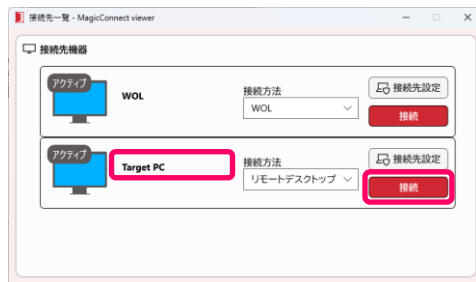 接続先一覧 - MagicConnect viewer
接続先機器
アクティブ
WOL
接続方法
WOL
接続先設定
接続
アクティブ
Target PC
接続方法
リモートデスクトップ
接続先設定
接続